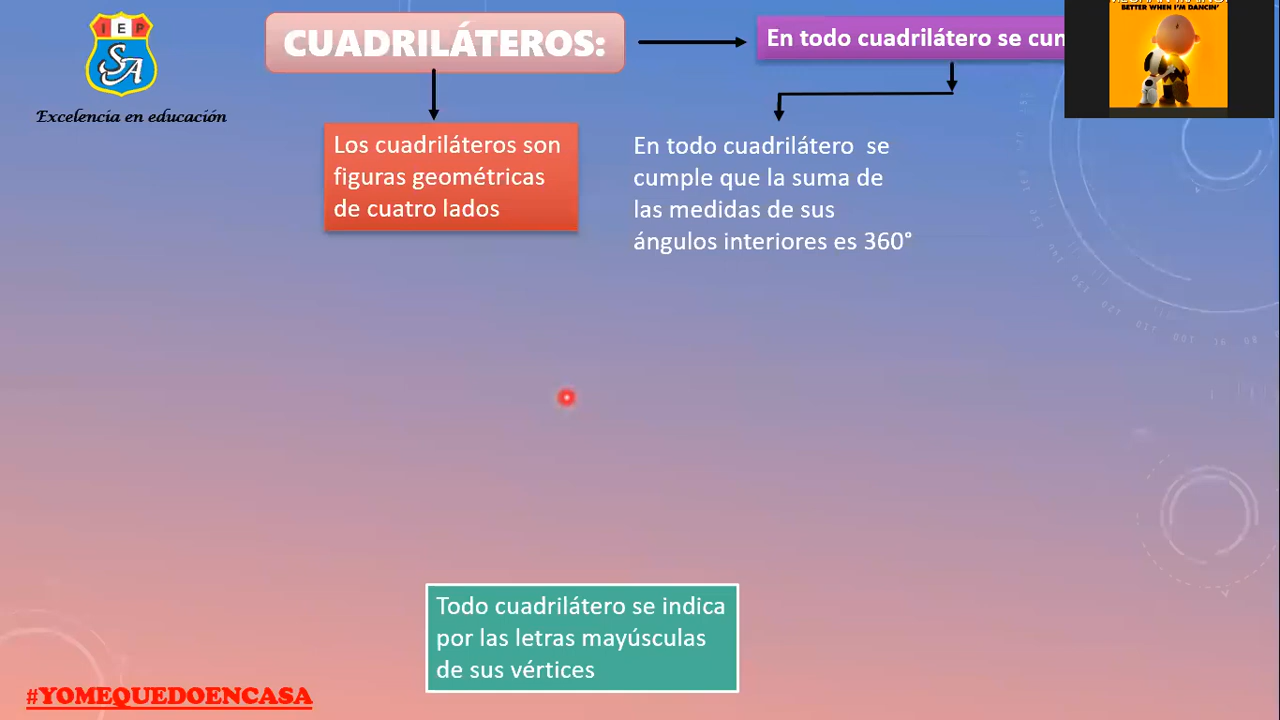 I E P
SA
Excelencia en educación
CUADRILÁTEROS:
En todo cuadrilátero se cum
BETTER WHEN I'M DANCIN'
Los cuadriláteros son
figuras geométricas
de cuatro lados
En todo cuadrilátero se
cumple que la suma de
las medidas de sus
ángulos interiores es 360°
Todo cuadrilátero se indica
por las letras mayúsculas
de sus vértices
#YOMEQUEDOENCASA